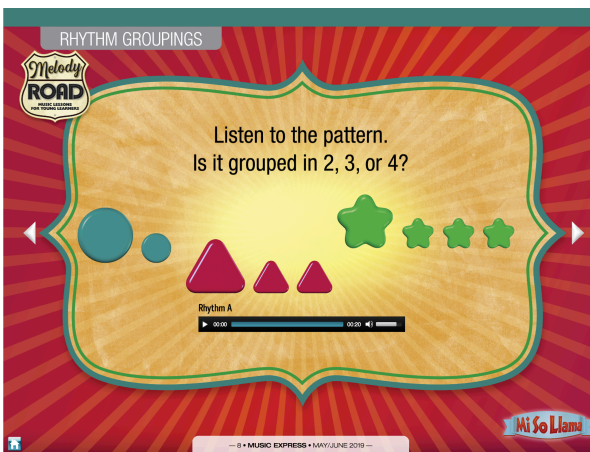 RHYTHM GROUPINGS
Melody
ROAD
MUSIC LESSONS
FOR YOUNG LEARNERS
Listen to the pattern.
Is it grouped in 2, 3, or 4?
Rhythm A
00:00 00:20
Mi So Llama
— 8 • MUSIC EXPRESS • MAY/JUNE 2019 —